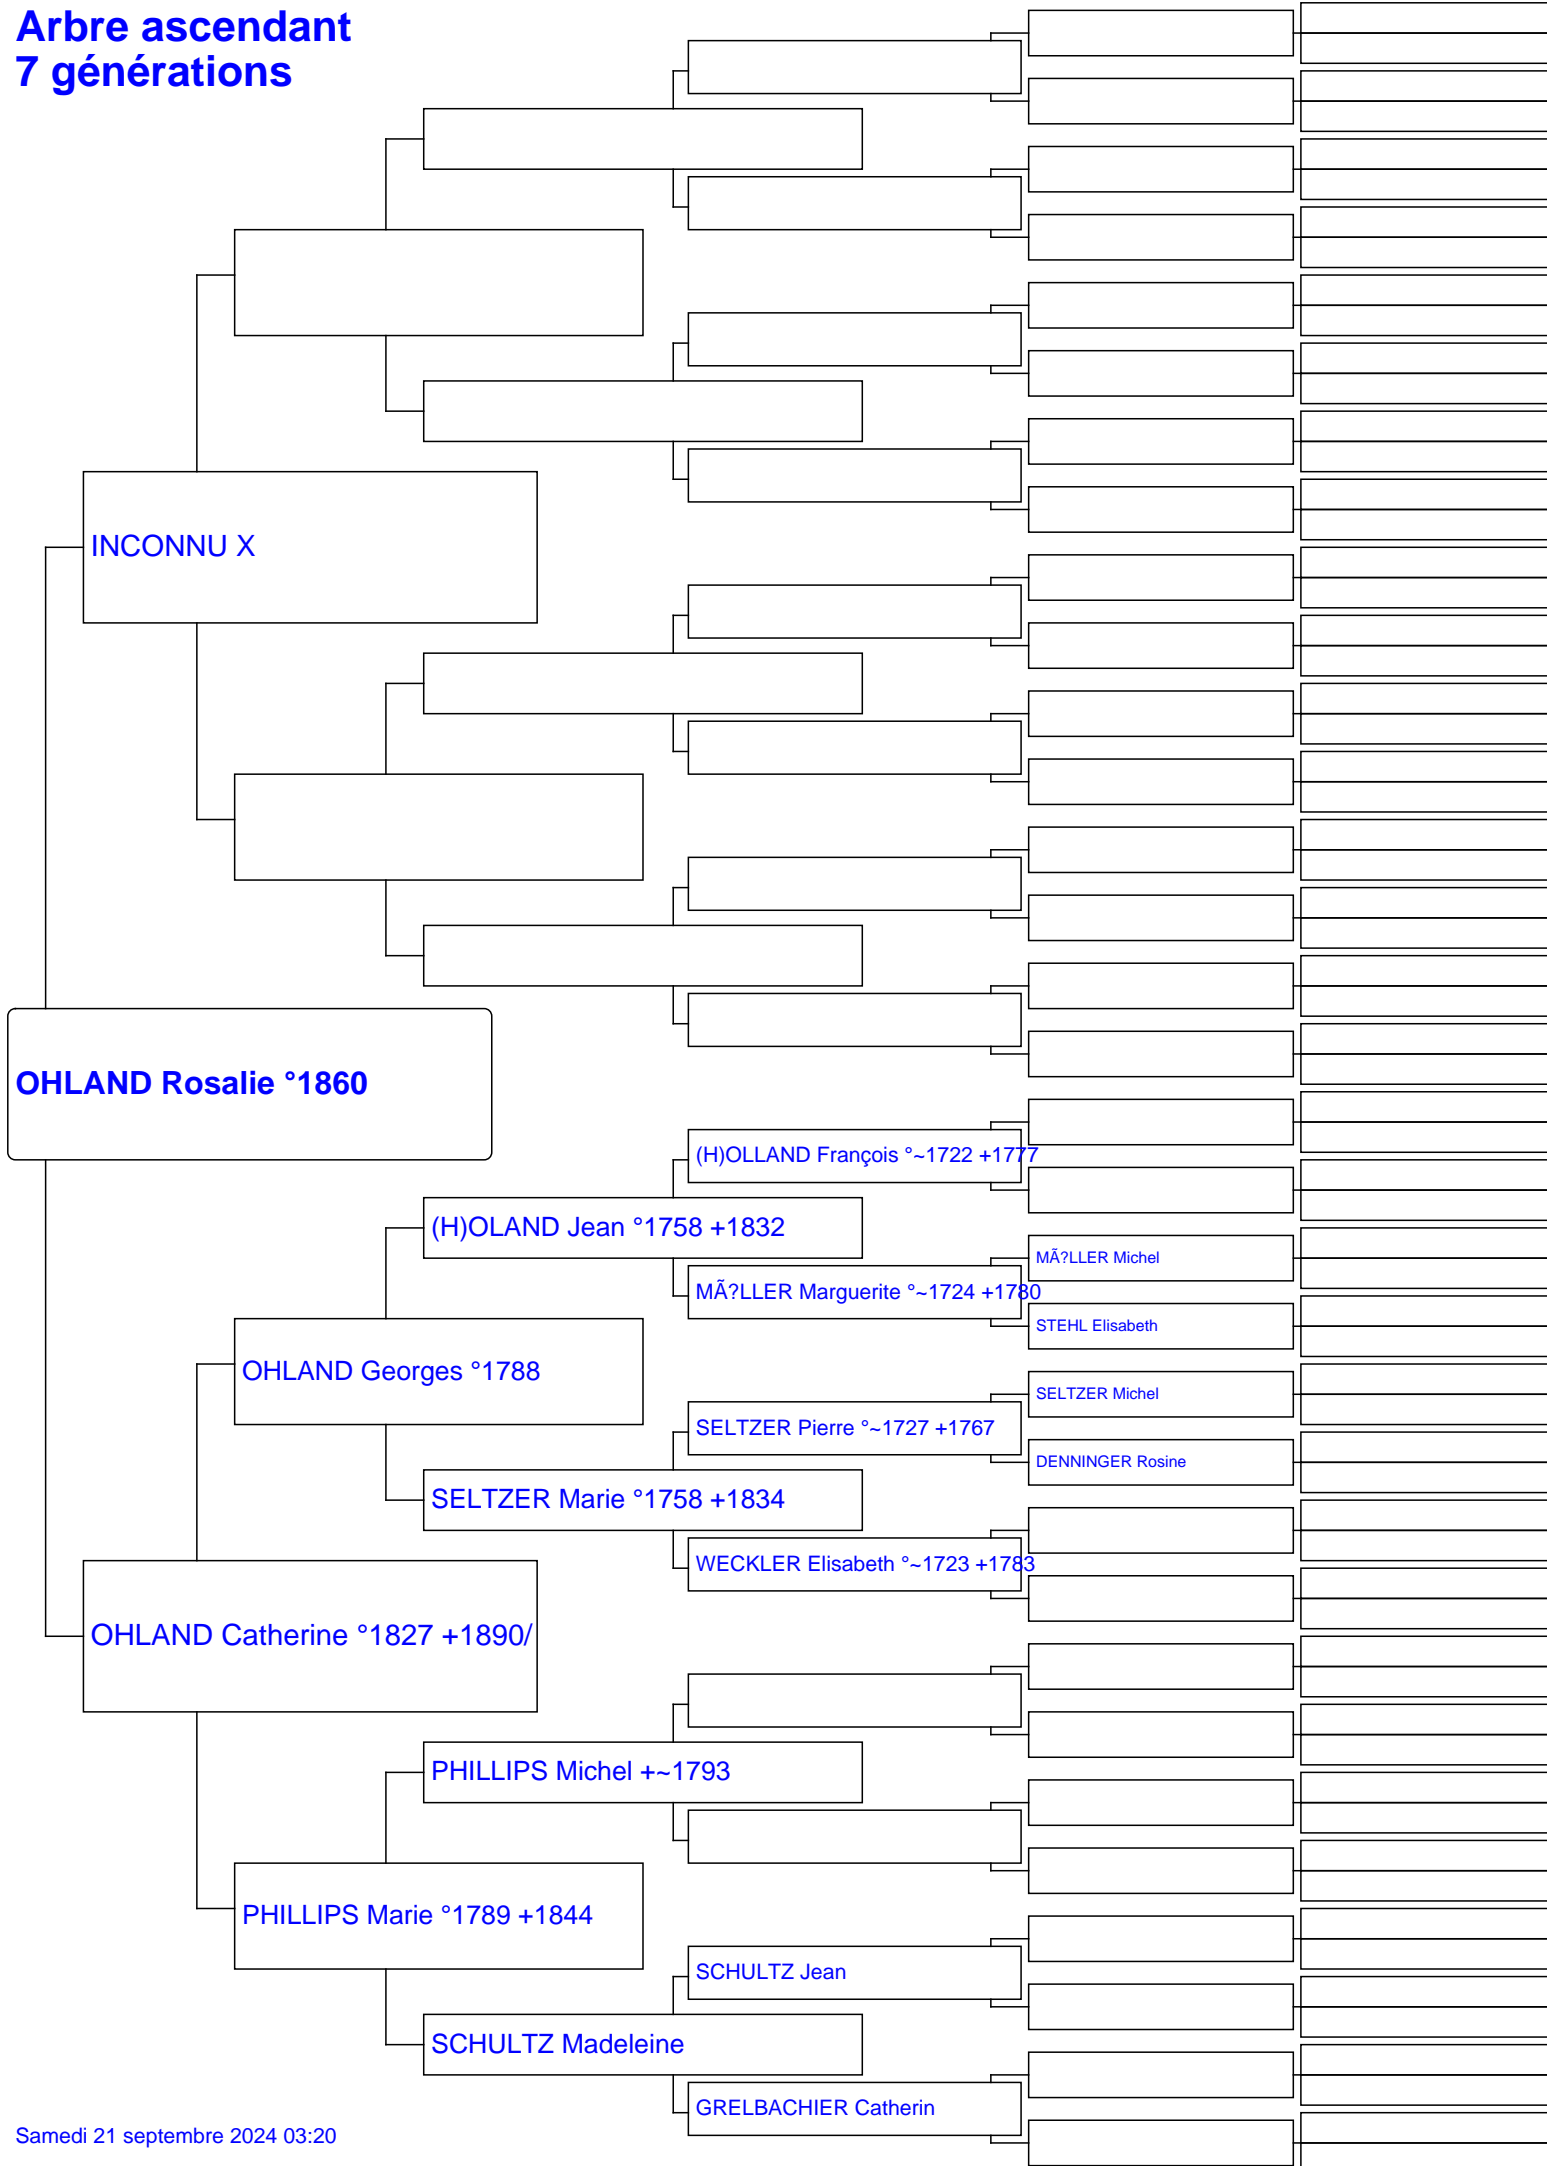 Arbre ascendant
7 générations
INCONNU X
OHLAND Rosalie °1860
(H)OLLAND François °~1722 +1777
(H)OLAND Jean °1758 +1832
MÃ?LLER Michel
MÃ?LLER Marguerite °~1724 +1780
STEHL Elisabeth
OHLAND Georges °1788
SELTZER Michel
SELTZER Pierre °~1727 +1767
DENNINGER Rosine
SELTZER Marie °1758 +1834
WECKLER Elisabeth °~1723 +1783
OHLAND Catherine °1827 +1890/
PHILLIPS Michel +~1793
PHILLIPS Marie °1789 +1844
SCHULTZ Jean
SCHULTZ Madeleine
GRELBACHIER Catherin
Samedi 21 septembre 2024 03:20